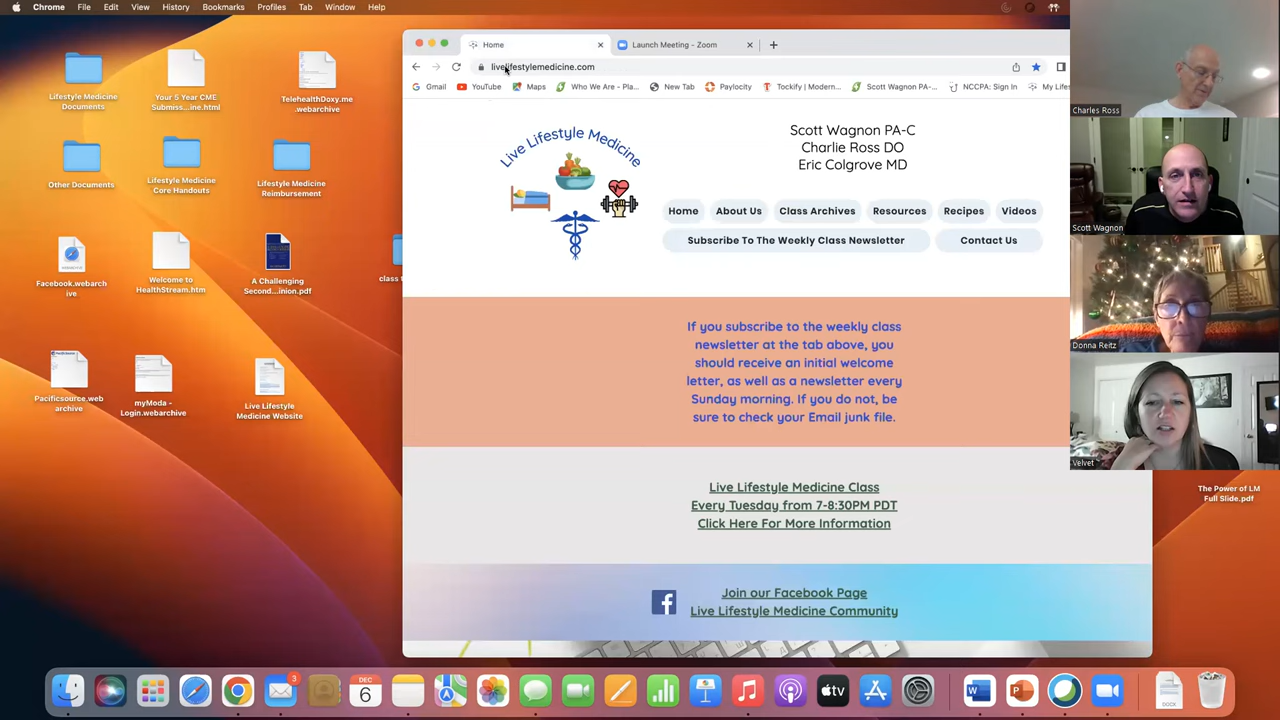 Chrome File Edit View History Bookmarks Profiles Tab Window Help
Home
Launch Meeting - Zoom
livelifestylemedicine.com
Gmail YouTube Maps Who We Are - Pla... New Tab Paylocity Tockify | Modern... Scott Wagnon PA-... NCCPA: Sign In My Lifes
Lifestyle Medicine
Documents
Your 5 Year CME
Submiss...ine.html
TelehealthDoxy.me
.webarchive
Other Documents
Lifestyle Medicine
Core Handouts
Lifestyle Medicine
Reimbursement
Facebook.webarch
ive
Welcome to
HealthStream.htm
A Challenging
Second...inion.pdf
class t
Pacificsource.web
archive
myModa -
Login.webarchive
Live Lifestyle
Medicine Website
Live Lifestyle Medicine
Scott Wagnon PA-C
Charlie Ross DO
Eric Colgrove MD
Home About Us Class Archives Resources Recipes Videos
Subscribe To The Weekly Class Newsletter Contact Us
If you subscribe to the weekly class
newsletter at the tab above, you
should receive an initial welcome
letter, as well as a newsletter every
Sunday morning. If you do not, be
sure to check your Email junk file.
Live Lifestyle Medicine Class
Every Tuesday from 7-8:30PM PDT
Click Here For More Information
Join our Facebook Page
Live Lifestyle Medicine Community
Charles Ross
Scott Wagnon
Donna Reitz
Velvet
The Power of LM
Full Slide.pdf
3
DEC
6
tv
W
P
DOCX